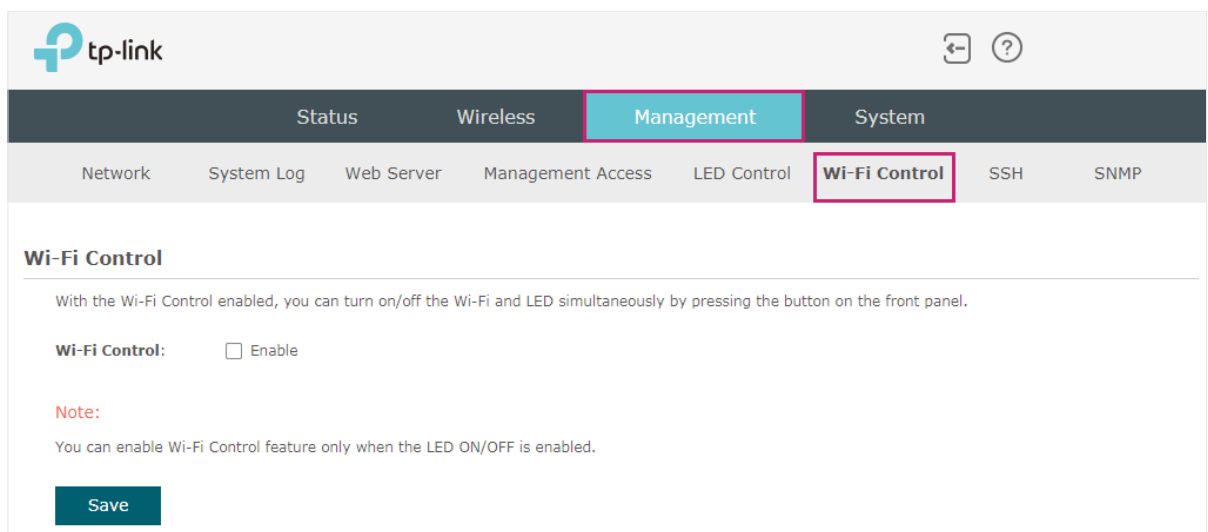 tp-link
Status Wireless Management System
Network System Log Web Server Management Access LED Control Wi-Fi Control SSH SNMP
Wi-Fi Control
With the Wi-Fi Control enabled, you can turn on/off the Wi-Fi and LED simultaneously by pressing the button on the front panel.
Wi-Fi Control: Enable
Note:
You can enable Wi-Fi Control feature only when the LED ON/OFF is enabled.
Save